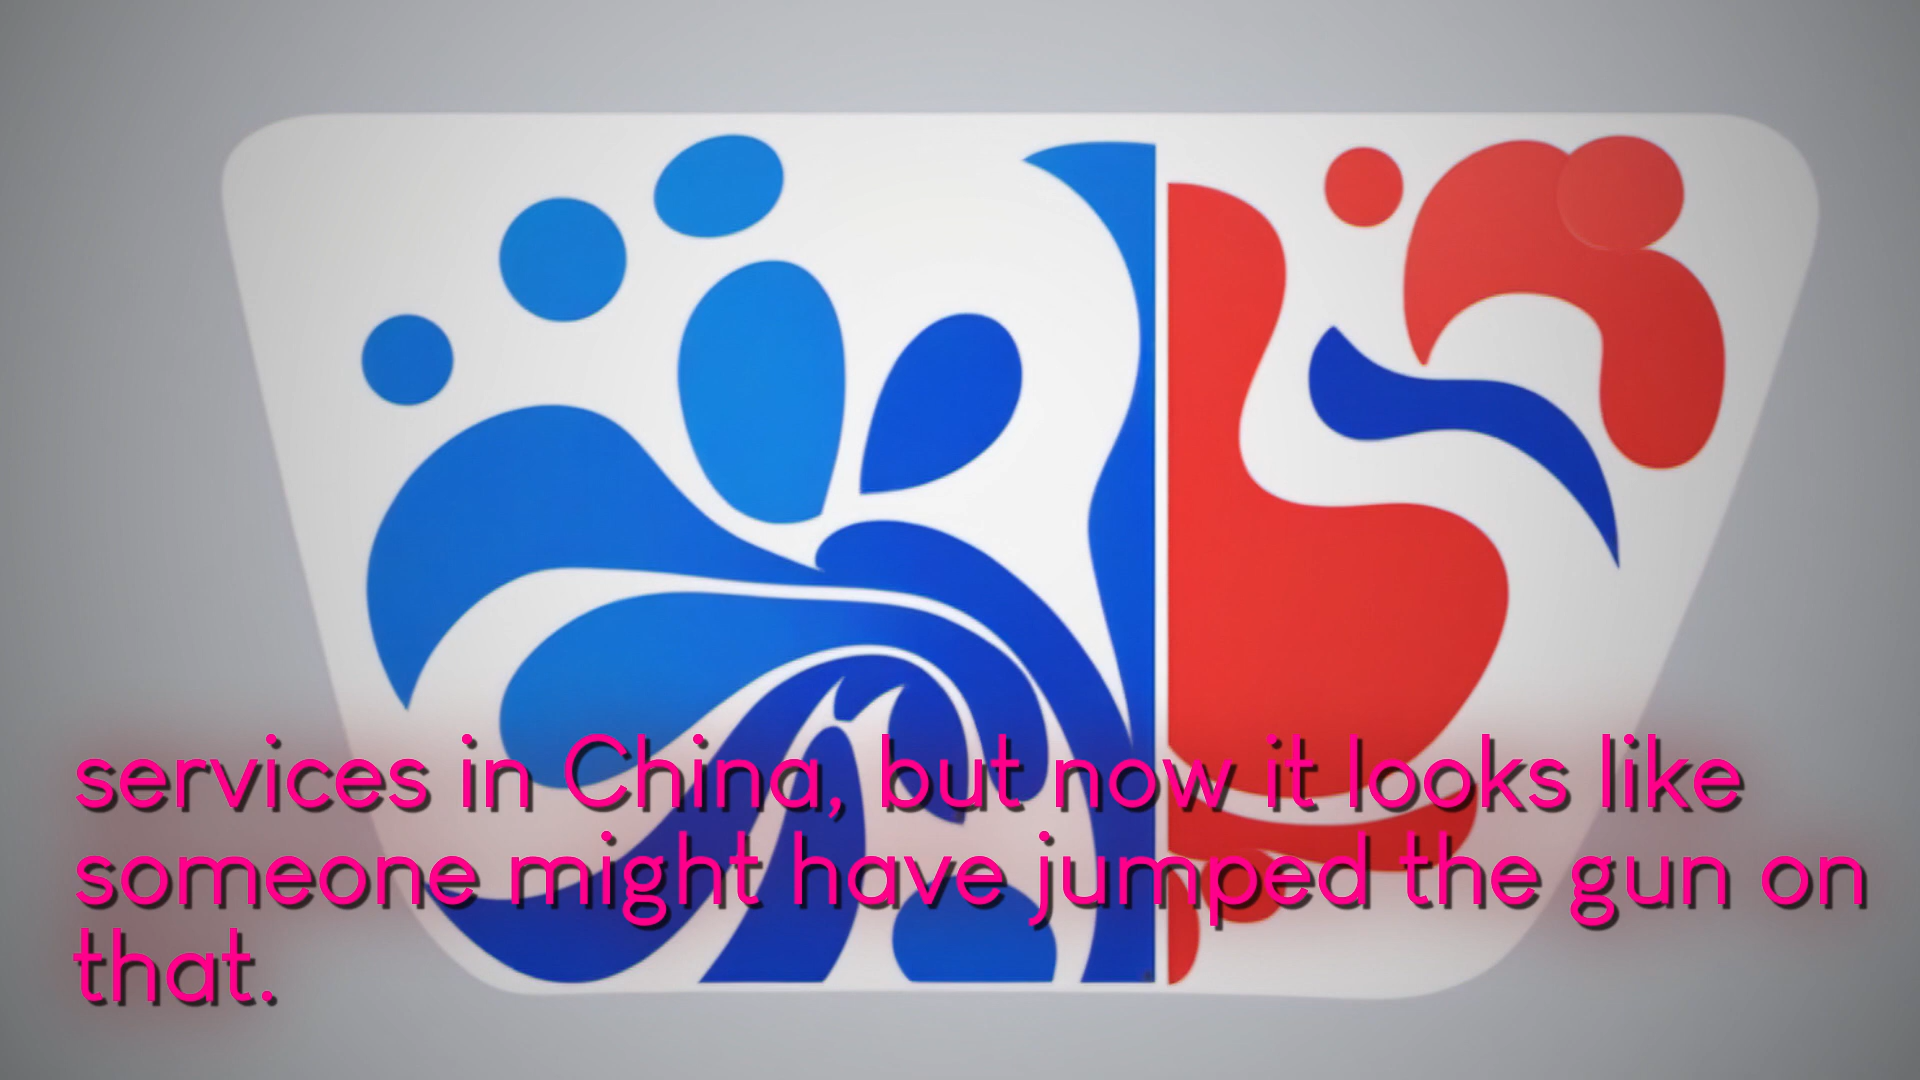 services in China, but now it looks like
someone might have jumped the gun on
that.